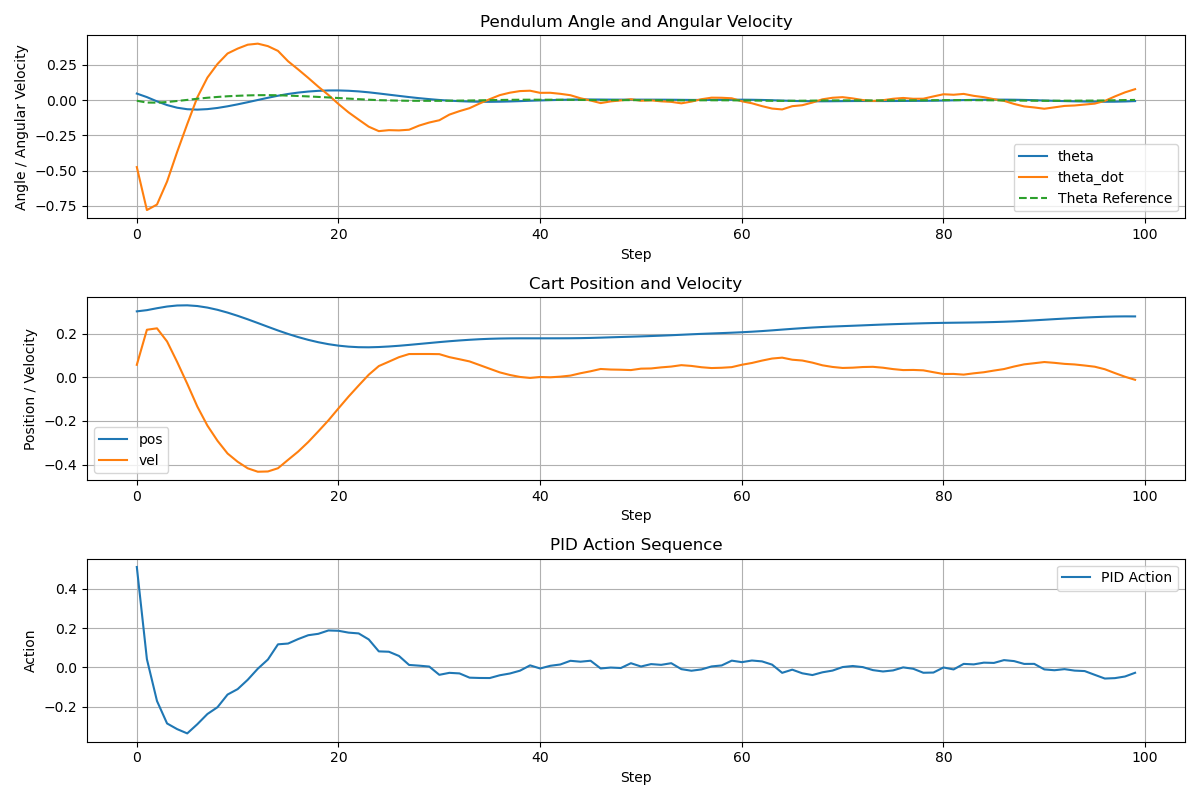 Pendulum Angle and Angular Velocity
Angle / Angular Velocity
0.25
0.00
−0.25
−0.50
−0.75
theta
theta_dot
Theta Reference
0 20 40 60 80 100
Step
Cart Position and Velocity
Position / Velocity
0.2
0.0
−0.2
−0.4
pos
vel
0 20 40 60 80 100
Step
PID Action Sequence
Action
0.4
0.2
0.0
−0.2
PID Action
0 20 40 60 80 100
Step